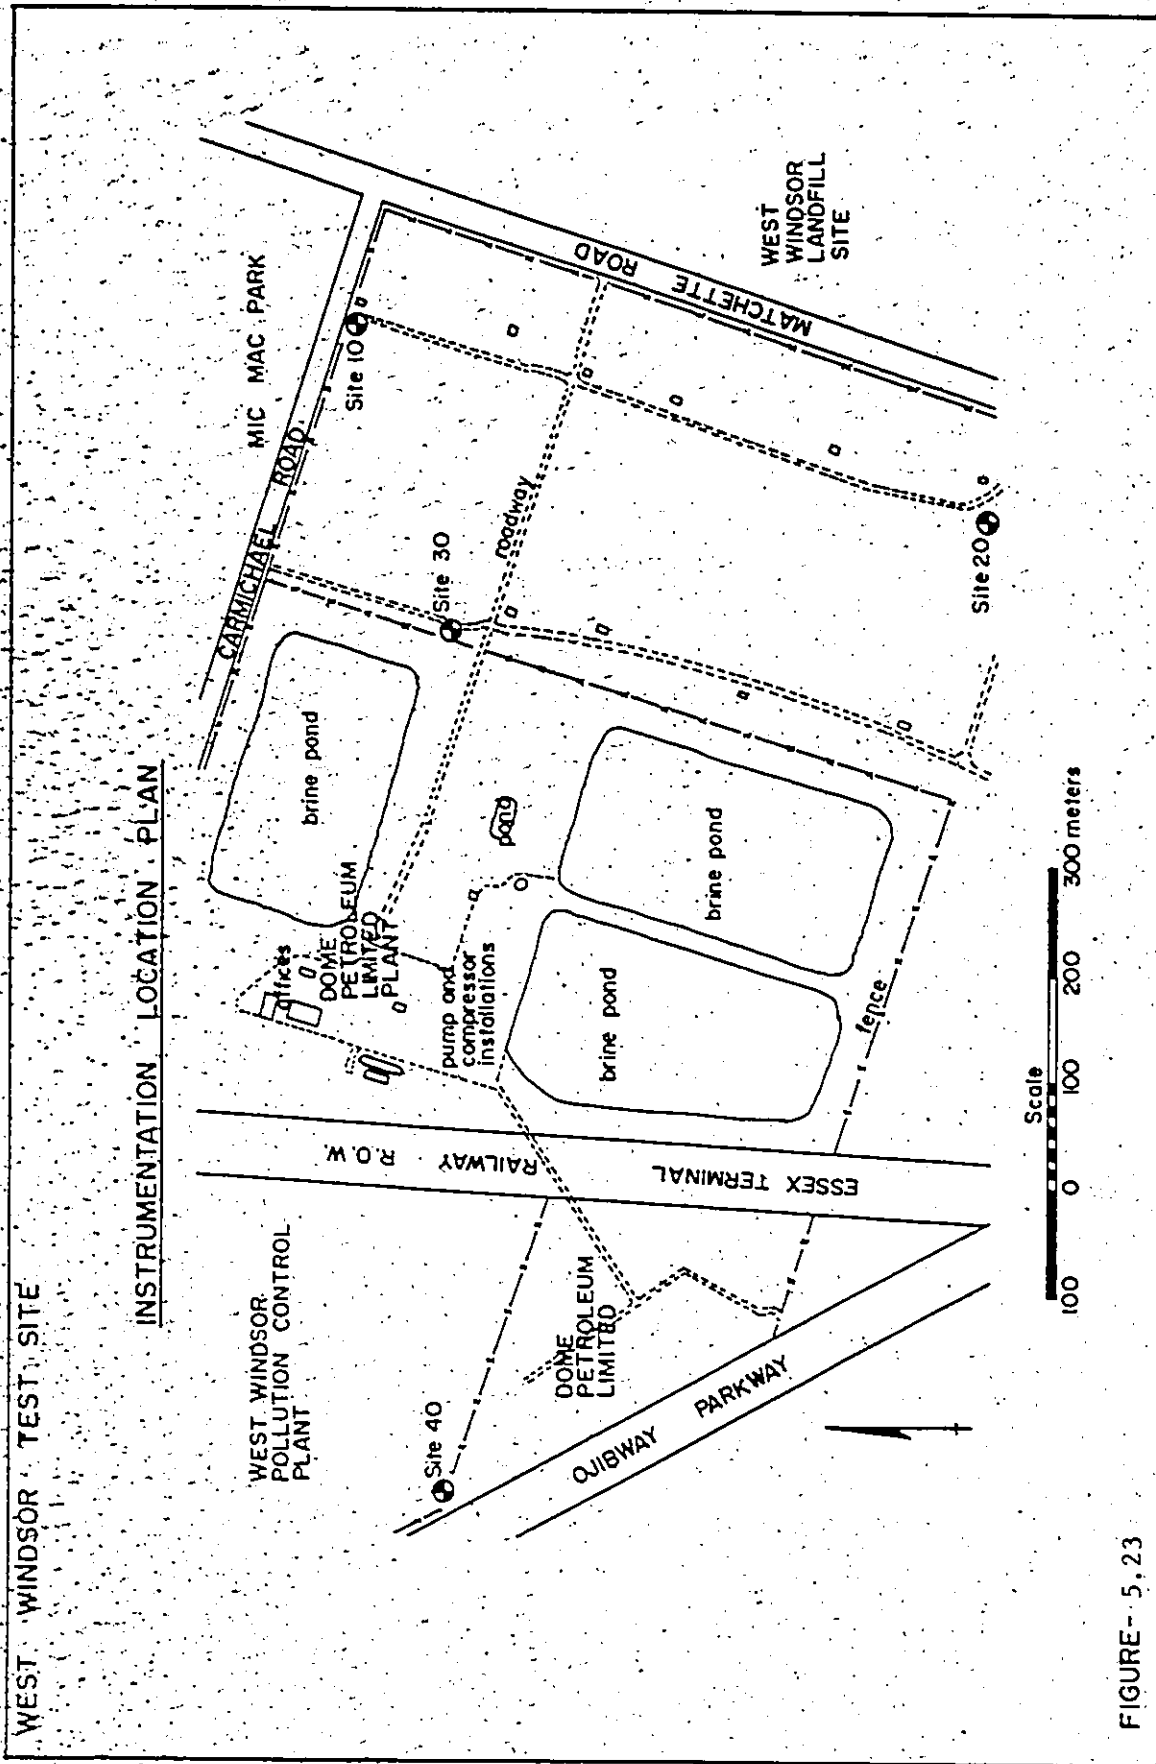 WEST WINDSOR TEST SITE
INSTRUMENTATION LOCATION PLAN
WEST WINDSOR
POLLUTION CONTROL
PLANT
Site 40
OJIBWAY PARKWAY
DOME
PETROLEUM
LIMITED
ESSEX TERMINAL RAILWAY R.O.W.
offices
DOME
PETROLEUM
LIMITED
PLANT
pump and
compressor
installations
brine pond
pond
brine pond
brine pond
fence
CARMICHAEL ROAD
MIC MAC PARK
Site 10
Site 30
roadway
Site 20
MATCHETTE ROAD
WEST
WINDSOR
LANDFILL
SITE
Scale
100 0 100 200 300 meters
FIGURE- 5.23